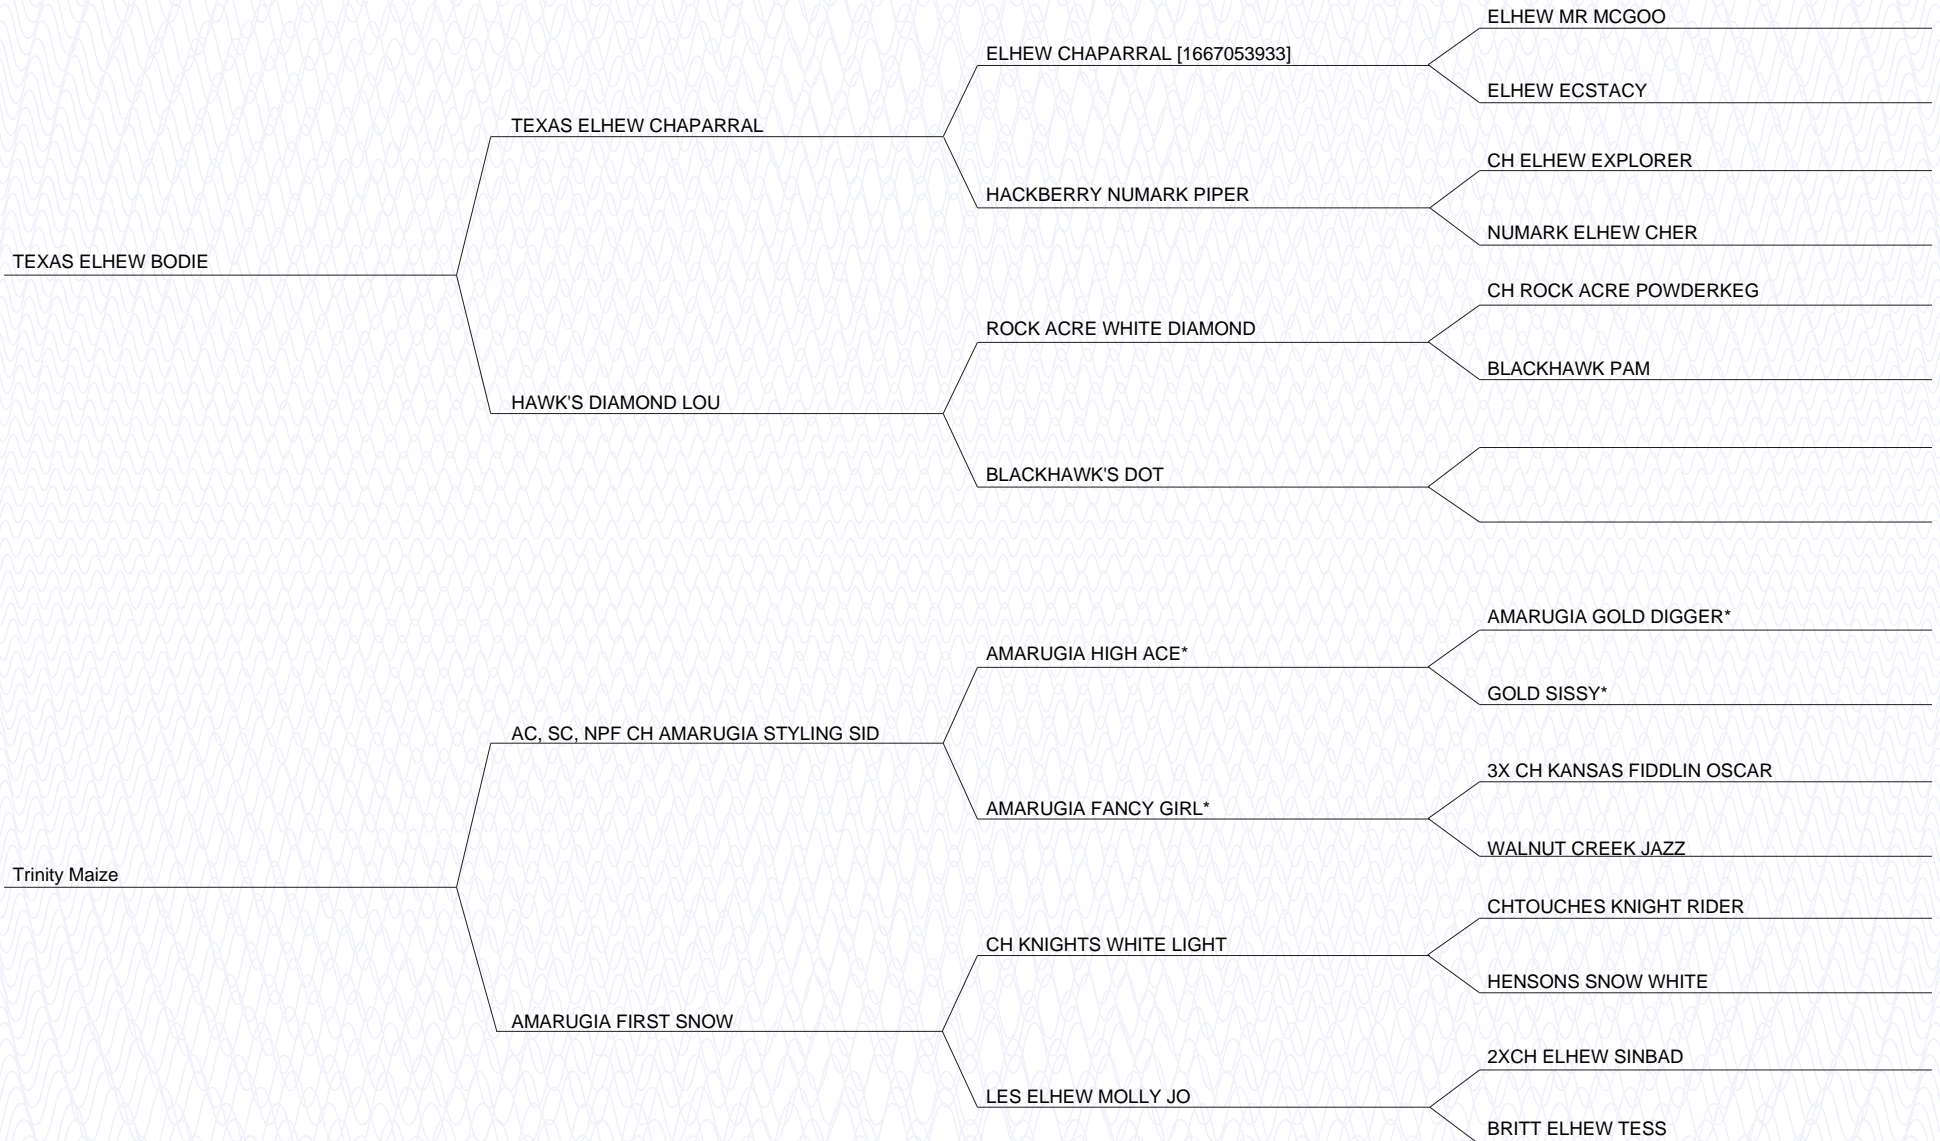 ELHEW MR MCGOO
ELHEW CHAPARRAL [1667053933]
ELHEW ECSTACY
TEXAS ELHEW CHAPARRAL
CH ELHEW EXPLORER
HACKBERRY NUMARK PIPER
NUMARK ELHEW CHER
TEXAS ELHEW BODIE
CH ROCK ACRE POWDERKEG
ROCK ACRE WHITE DIAMOND
BLACKHAWK PAM
HAWK'S DIAMOND LOU
BLACKHAWK'S DOT
AMARUGIA GOLD DIGGER*
AMARUGIA HIGH ACE*
GOLD SISSY*
AC, SC, NPF CH AMARUGIA STYLING SID
3X CH KANSAS FIDDLIN OSCAR
AMARUGIA FANCY GIRL*
WALNUT CREEK JAZZ
Trinity Maize
CHTOUCHES KNIGHT RIDER
CH KNIGHTS WHITE LIGHT
HENSONS SNOW WHITE
AMARUGIA FIRST SNOW
2XCH ELHEW SINBAD
LES ELHEW MOLLY JO
BRITT ELHEW TESS